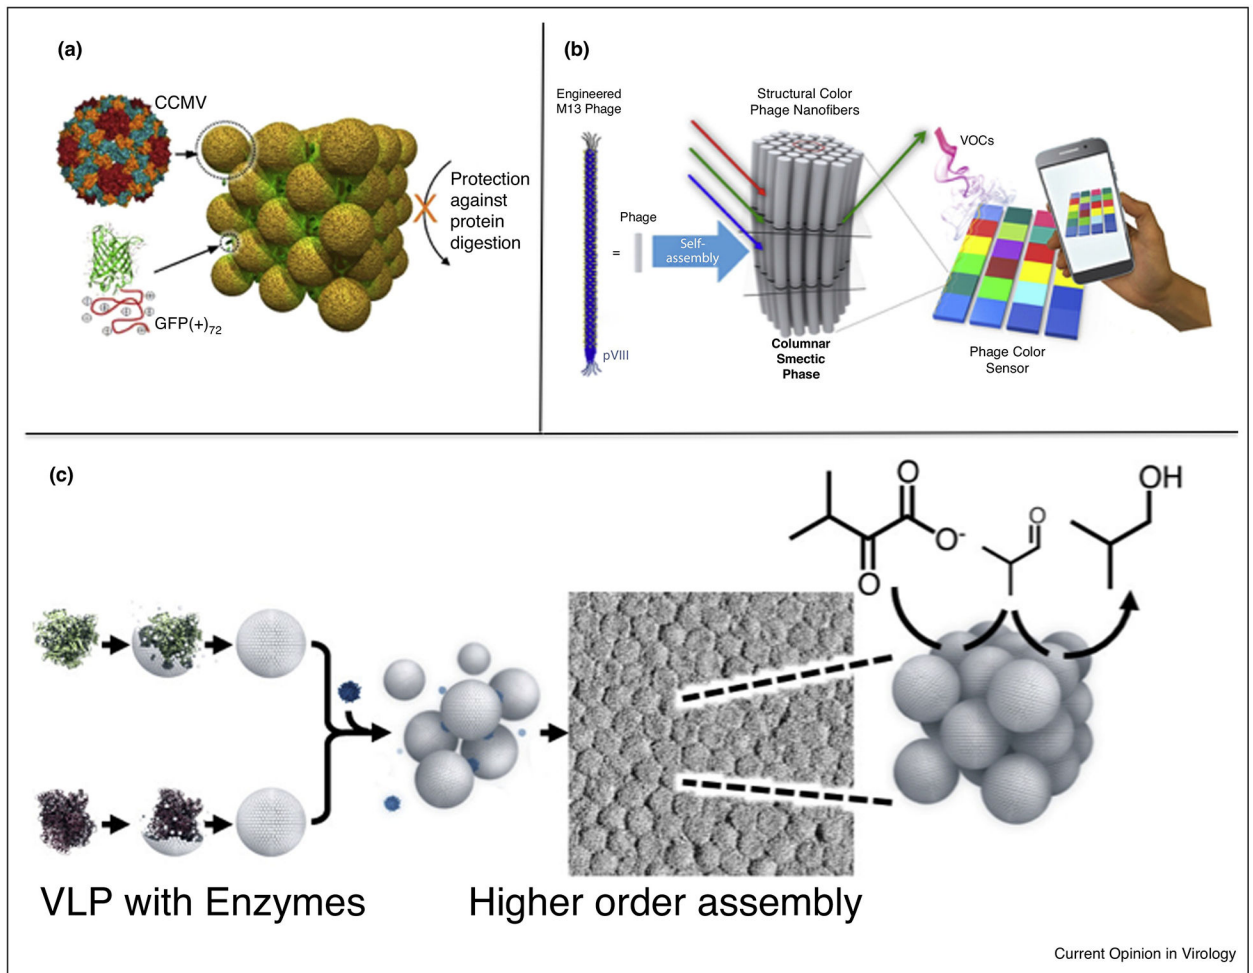 (a)
CCMV
GFP(+)72
Protection
against
protein
digestion
(b)
Engineered
M13 Phage
pVIII
Phage
=
Self-
assembly
Structural Color
Phage Nanofibers
Columnar
Smectic
Phase
VOCs
Phage Color
Sensor
(c)
O
O-
O
O
OH
VLP with Enzymes
Higher order assembly
Current Opinion in Virology